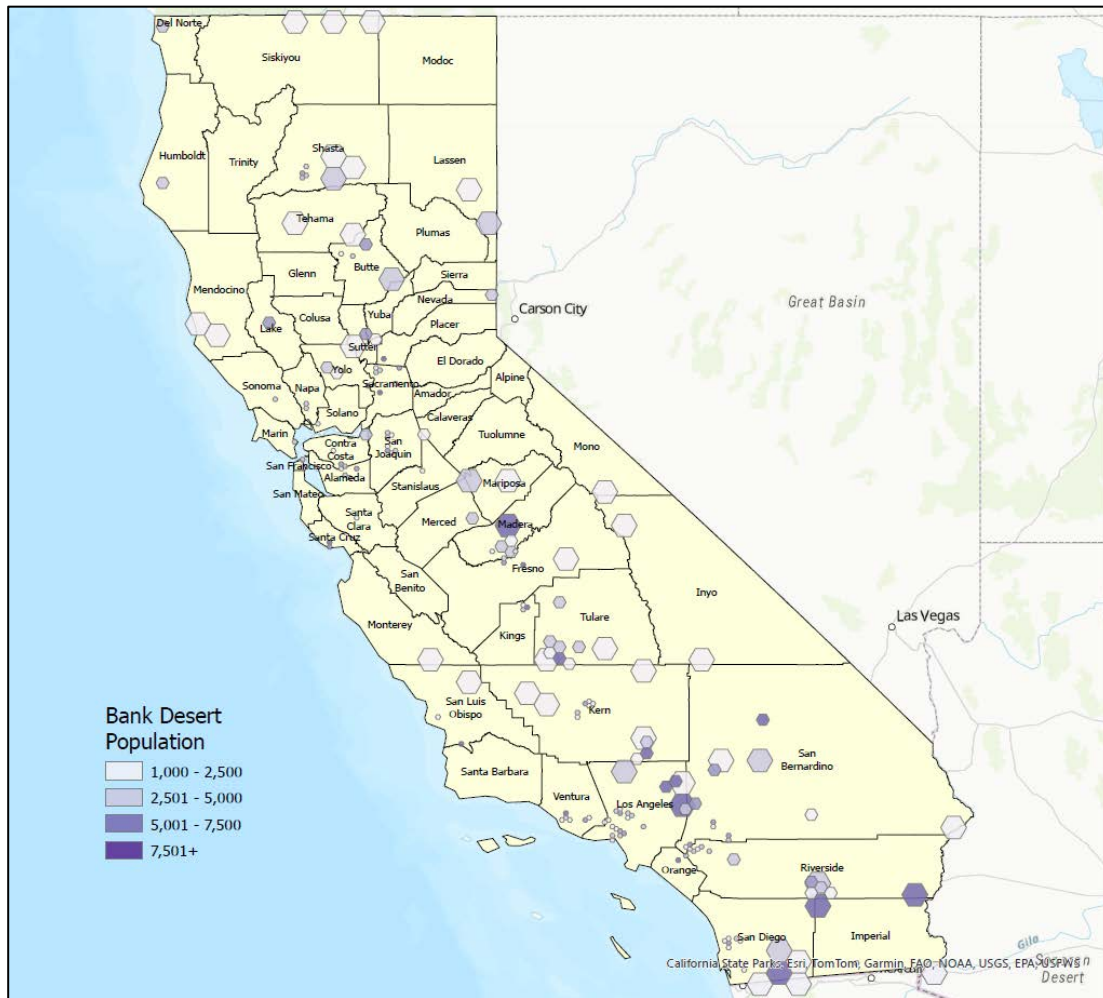 Del Norte
Siskiyou
Modoc
Humboldt
Trinity
Shasta
Lassen
Tehama
Plumas
Glenn
Butte
Sierra
Mendocino
Nevada
Colusa
Yuba
Lake
Placer
Sutter
Carson City
Great Basin
Yolo
El Dorado
Sonoma
Napa
Sacramento
Alpine
Amador
Solano
Calaveras
Marin
Contra
Costa
San
Joaquin
Tuolumne
Mono
San Francisco
Alameda
Stanislaus
Mariposa
San Mateo
Santa
Clara
Merced
Madera
Santa Cruz
Fresno
San
Benito
Inyo
Las Vegas
Monterey
Kings
Tulare
San Luis
Obispo
Kern
San
Bernardino
Santa Barbara
Ventura
Los Angeles
Orange
Riverside
San Diego
Imperial
Bank Desert
Population
1,000 - 2,500
2,501 - 5,000
5,001 - 7,500
7,501+
Gila
Desert
California State Parks, Esri, TomTom, Garmin, FAO, NOAA, USGS, EPA, USFWS